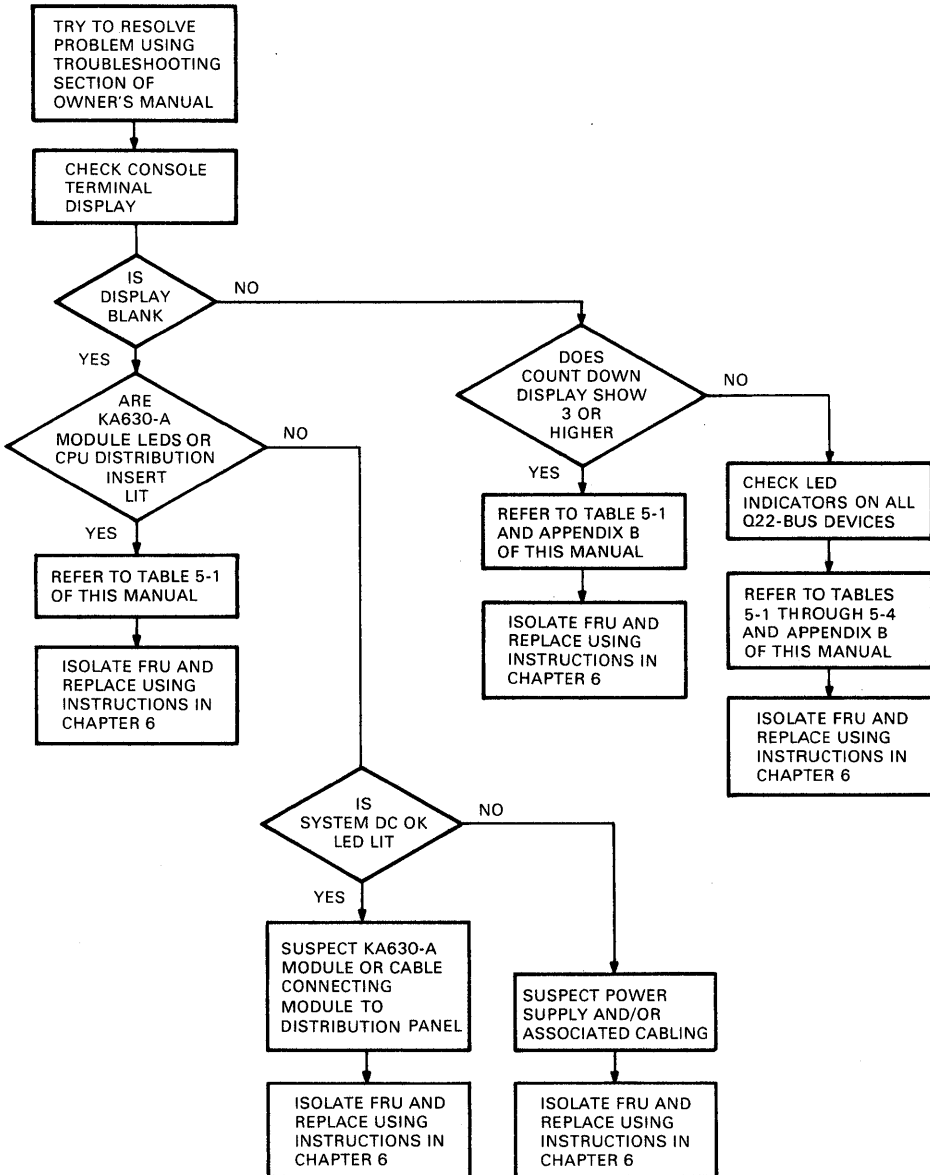 TRY TO RESOLVE
PROBLEM USING
TROUBLESHOOTING
SECTION OF
OWNER'S MANUAL
CHECK CONSOLE
TERMINAL
DISPLAY
IS
DISPLAY
BLANK
NO
YES
ARE
KA630-A
MODULE LEDS OR
CPU DISTRIBUTION
INSERT
LIT
NO
YES
REFER TO TABLE 5-1
OF THIS MANUAL
ISOLATE FRU AND
REPLACE USING
INSTRUCTIONS IN
CHAPTER 6
DOES
COUNT DOWN
DISPLAY SHOW
3 OR
HIGHER
NO
YES
REFER TO TABLE 5-1
AND APPENDIX B
OF THIS MANUAL
ISOLATE FRU AND
REPLACE USING
INSTRUCTIONS IN
CHAPTER 6
CHECK LED
INDICATORS ON ALL
Q22-BUS DEVICES
REFER TO TABLES
5-1 THROUGH 5-4
AND APPENDIX B
OF THIS MANUAL
ISOLATE FRU AND
REPLACE USING
INSTRUCTIONS IN
CHAPTER 6
IS
SYSTEM DC OK
LED LIT
NO
YES
SUSPECT KA630-A
MODULE OR CABLE
CONNECTING
MODULE TO
DISTRIBUTION PANEL
ISOLATE FRU AND
REPLACE USING
INSTRUCTIONS IN
CHAPTER 6
SUSPECT POWER
SUPPLY AND/OR
ASSOCIATED CABLING
ISOLATE FRU AND
REPLACE USING
INSTRUCTIONS IN
CHAPTER 6